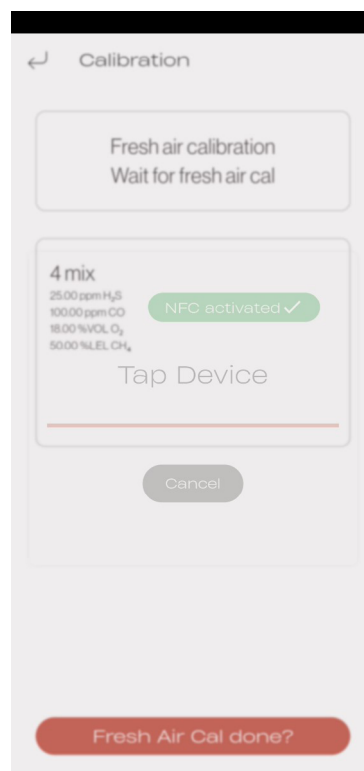 Calibration
Fresh air calibration
Wait for fresh air cal
4 mix
25.00 ppm H₂S
100.00 ppm CO
18.00 %VOL O₂
50.00 %LEL CH₄
NFC activated ✓
Tap Device
Cancel
Fresh Air Cal done?